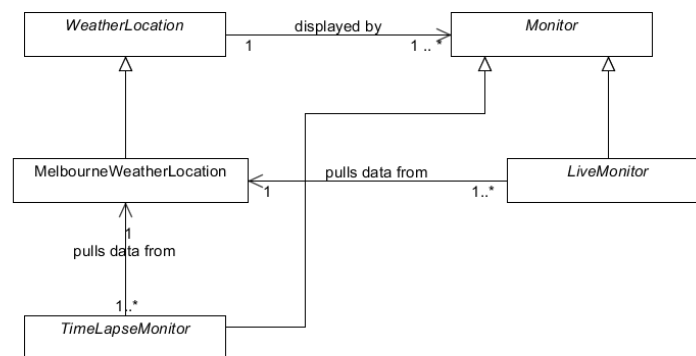 WeatherLocation
displayed by
Monitor
1
1 .. *
MelbourneWeatherLocation
pulls data from
LiveMonitor
1
1..*
1
pulls data from
1..*
TimeLapseMonitor